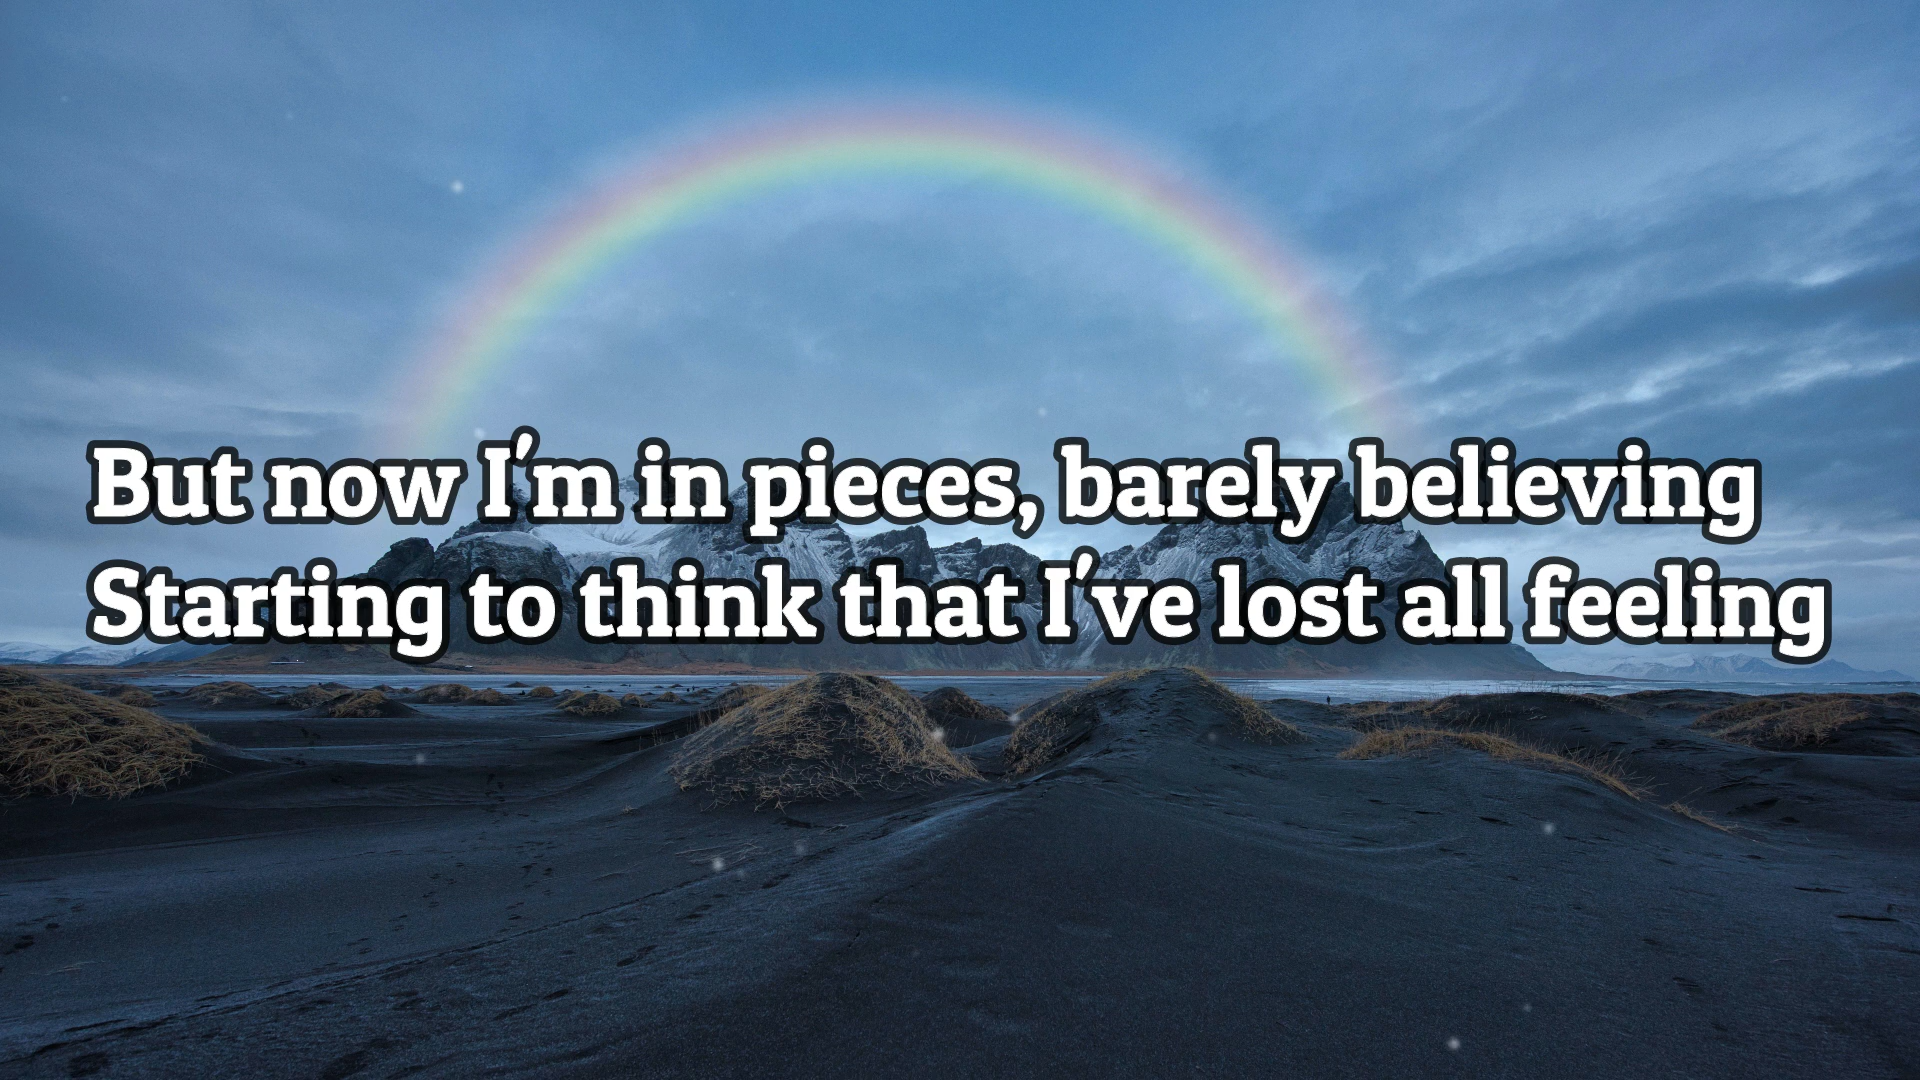 But now I'm in pieces, barely believing
Starting to think that I've lost all feeling